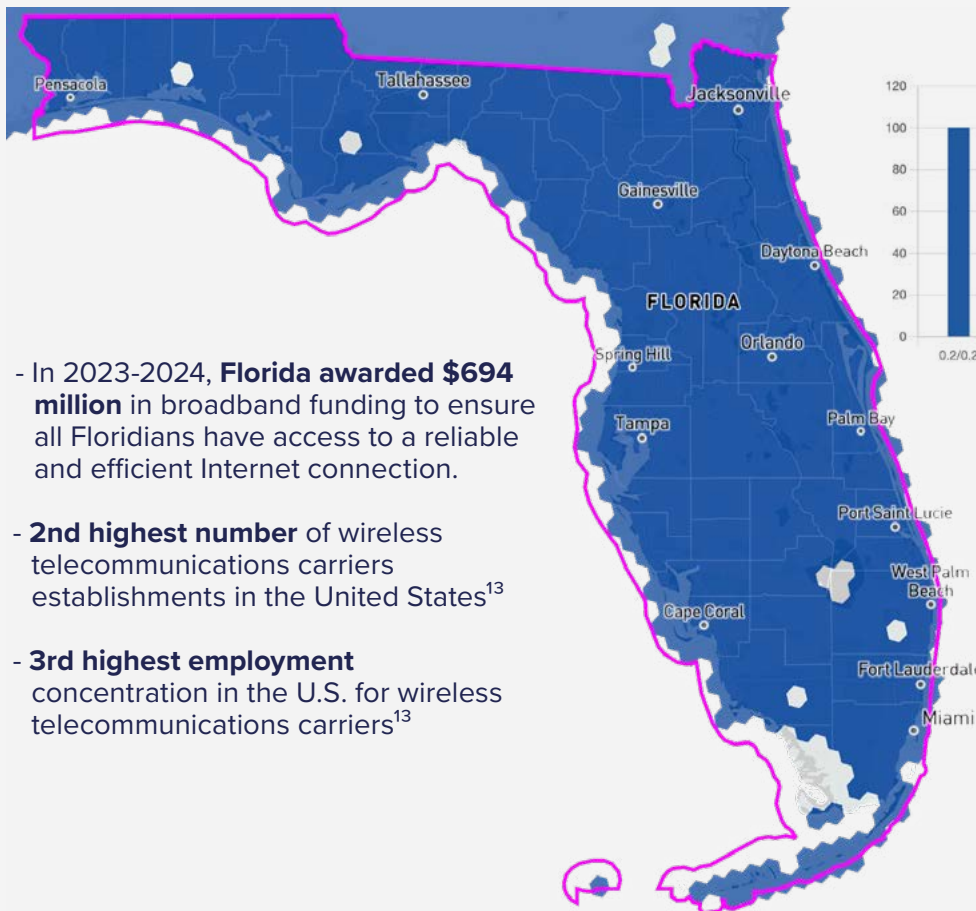 Pensacola
Tallahassee
Jacksonville
Gainesville
Daytona Beach
FLORIDA
Spring Hill
Orlando
Tampa
Palm Bay
Port Saint Lucie
West Palm
Beach
Cape Coral
Fort Lauderdale
Miami
120
100
80
60
40
20
0
0.2/0.2
- In 2023-2024, Florida awarded $694
million in broadband funding to ensure
all Floridians have access to a reliable
and efficient Internet connection.
- 2nd highest number of wireless
telecommunications carriers
establishments in the United States¹³
- 3rd highest employment
concentration in the U.S. for wireless
telecommunications carriers¹³